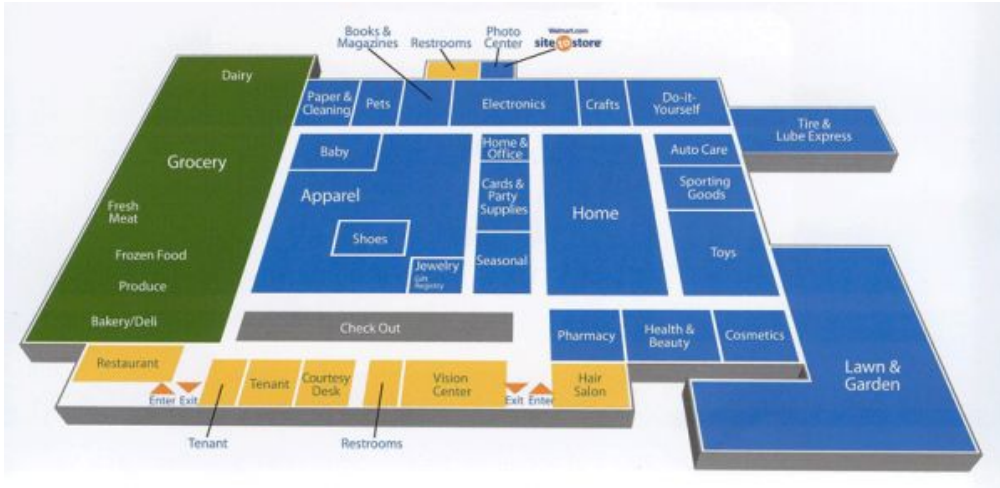 Walmart.com
Books &
Magazines
Restrooms
Photo
Center
site to store
Dairy
Paper &
Cleaning
Pets
Electronics
Crafts
Do-It-
Yourself
Tire &
Lube Express
Grocery
Baby
Home &
Office
Auto Care
Apparel
Cards &
Party
Supplies
Home
Sporting
Goods
Fresh
Meat
Shoes
Frozen Food
Jewelry
Gift
Registry
Seasonal
Toys
Produce
Bakery/Deli
Check Out
Pharmacy
Health &
Beauty
Cosmetics
Restaurant
Lawn &
Garden
Enter
Exit
Tenant
Courtesy
Desk
Vision
Center
Exit
Enter
Hair
Salon
Tenant
Restrooms